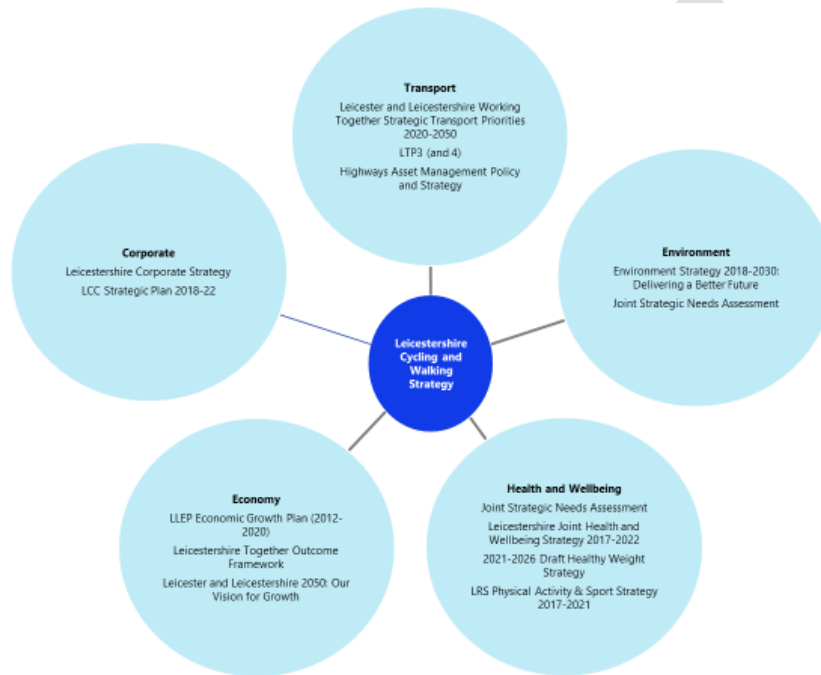 Transport
Leicester and Leicestershire Working
Together Strategic Transport Priorities
2020-2050
LTP3 (and 4)
Highways Asset Management Policy
and Strategy
Corporate
Leicestershire Corporate Strategy
LCC Strategic Plan 2018-22
Environment
Environment Strategy 2018-2030:
Delivering a Better Future
Joint Strategic Needs Assessment
Leicestershire
Cycling and
Walking
Strategy
Economy
LLEP Economic Growth Plan (2012-
2020)
Leicestershire Together Outcome
Framework
Leicester and Leicestershire 2050: Our
Vision for Growth
Health and Wellbeing
Joint Strategic Needs Assessment
Leicestershire Joint Health and
Wellbeing Strategy 2017-2022
2021-2026 Draft Healthy Weight
Strategy
LRS Physical Activity & Sport Strategy
2017-2021